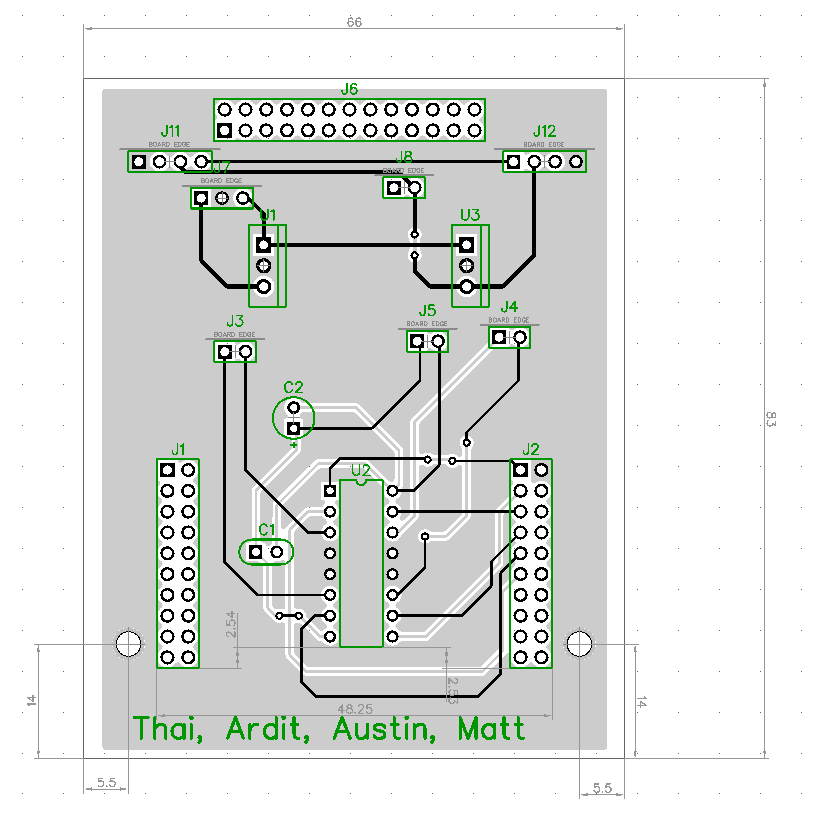 66
J6
J11
BOARD EDGE
J12
BOARD EDGE
J8
BOARD EDGE
J7
BOARD EDGE
U1
U3
J3
BOARD EDGE
J5
BOARD EDGE
J4
BOARD EDGE
C2
+
83
J1
U2
J2
C1
2.54
2.53
14
14
48.25
Thai, Ardit, Austin, Matt
5.5
5.5